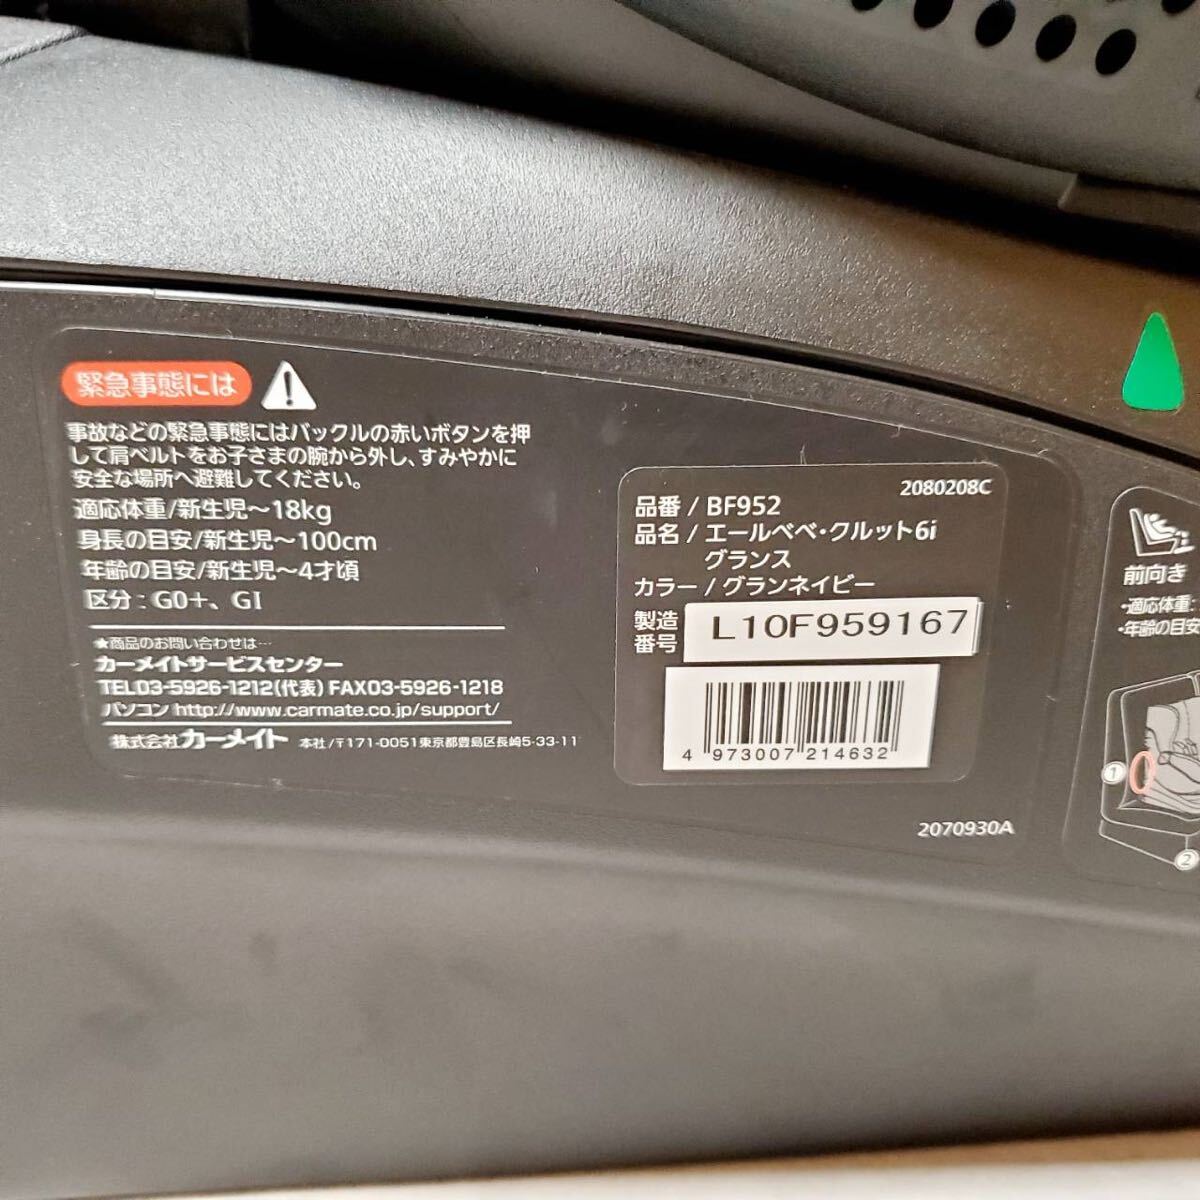 緊急事態には
事故などの緊急事態にはバックルの赤いボタンを押
して肩ベルトをお子さまの腕から外し、すみやかに
安全な場所へ避難してください。
適応体重/新生児～18kg
身長の目安/新生児～100cm
年齢の目安/新生児～4才頃
区分:G0+、GI
★商品のお問い合わせは…
カーメイトサービスセンター
TEL03-5926-1212(代表) FAX03-5926-1218
パソコン http://www.carmate.co.jp/support/
株式会社カーメイト 本社/〒171-0051東京都豊島区長崎5-33-11
2080208C
品番 / BF952
品名 / エールベベ・クルット6i
グランス
カラー / グランネイビー
製造
番号
L10F959167
4 973007 214632
2070930A
前向き
・適応体重:
・年齢の目安
1
2